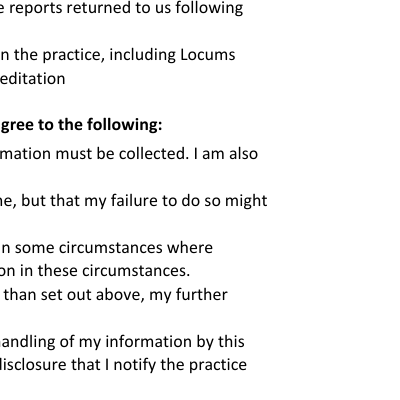 reports returned to us following
n the practice, including Locums
editation
gree to the following:
mation must be collected. I am also
ne, but that my failure to do so might
n some circumstances where
on in these circumstances.
than set out above, my further
andling of my information by this
disclosure that I notify the practice